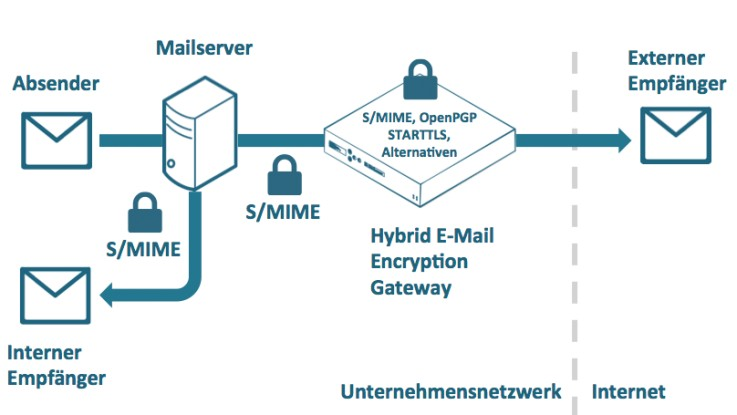 Mailserver
Absender
Externer
Empfänger
S/MIME, OpenPGP
STARTTLS,
Alternativen
S/MIME
S/MIME
Hybrid E-Mail
Encryption
Gateway
Interner
Empfänger
Unternehmensnetzwerk
Internet